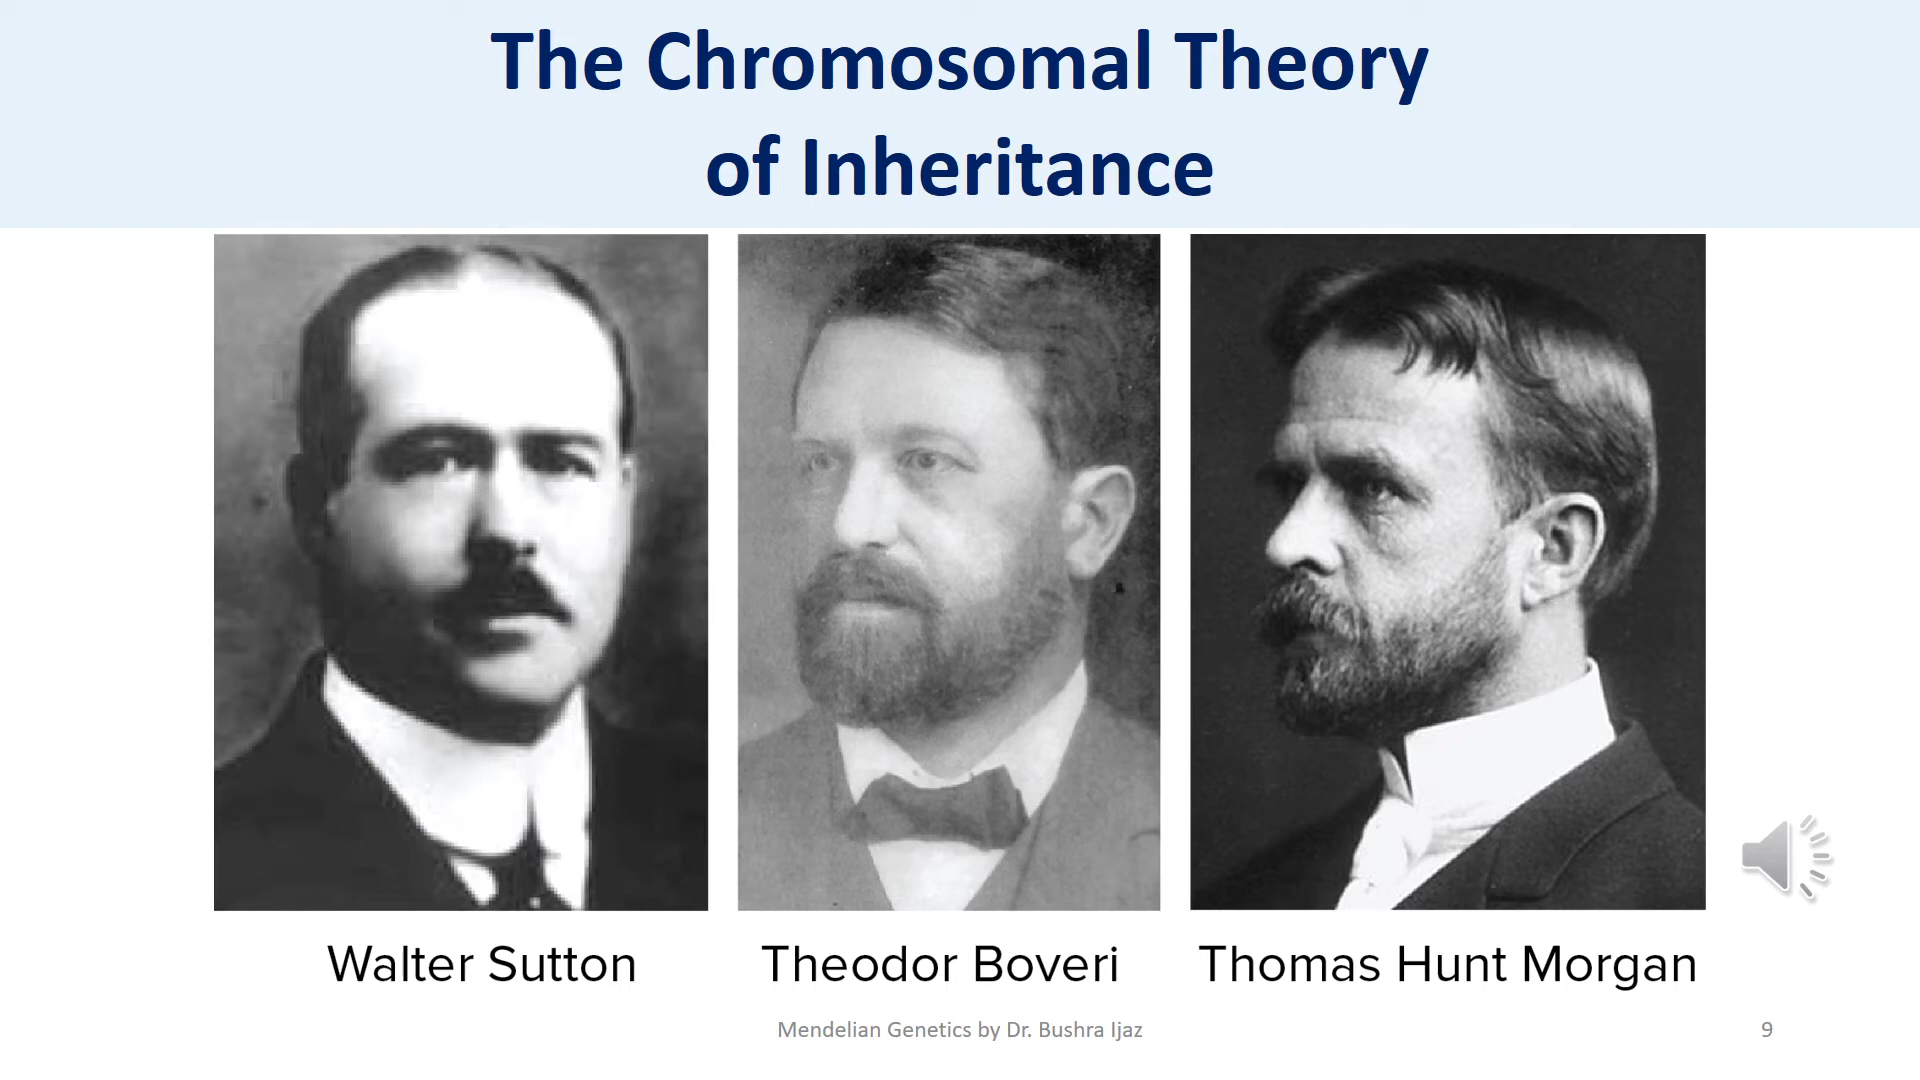 The Chromosomal Theory
of Inheritance
Walter Sutton
Theodor Boveri
Thomas Hunt Morgan
Mendelian Genetics by Dr. Bushra Ijaz
9